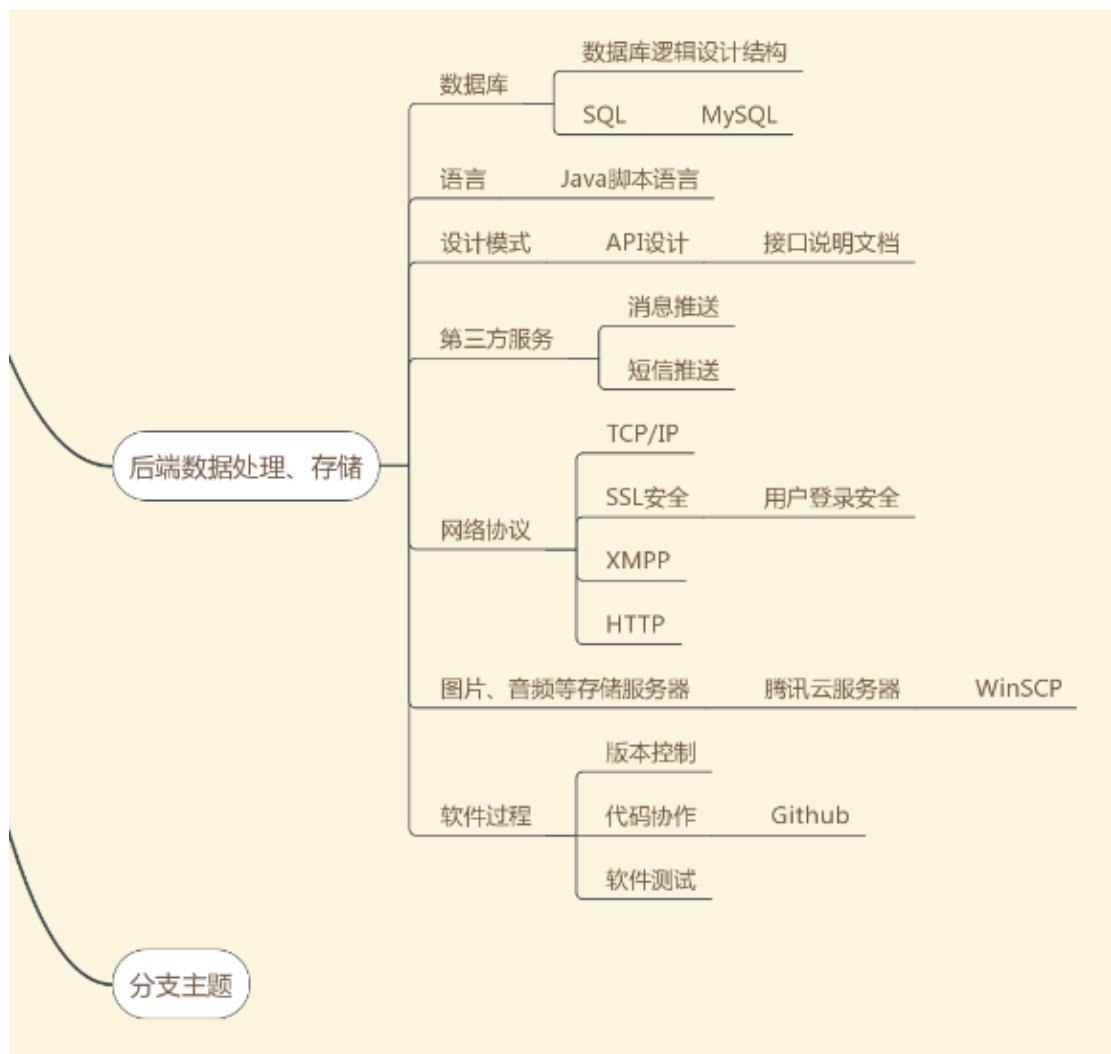 数据库逻辑设计结构
数据库
SQL MySQL
语言 Java脚本语言
设计模式 API设计 接口说明文档
消息推送
第三方服务
短信推送
TCP/IP
后端数据处理、存储
SSL安全 用户登录安全
网络协议
XMPP
HTTP
图片、音频等存储服务器 腾讯云服务器 WinSCP
版本控制
软件过程 代码协作 Github
软件测试
分支主题